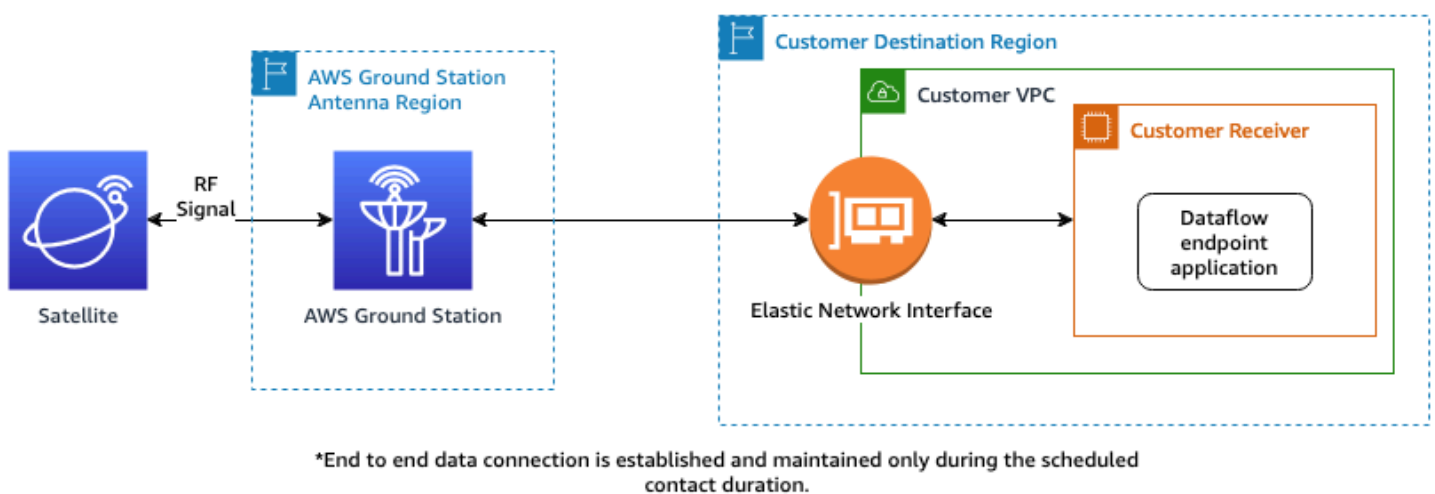 Customer Destination Region
AWS Ground Station
Antenna Region
Customer VPC
Customer Receiver
RF
Signal
Dataflow
endpoint
application
Satellite
AWS Ground Station
Elastic Network Interface
*End to end data connection is established and maintained only during the scheduled
contact duration.